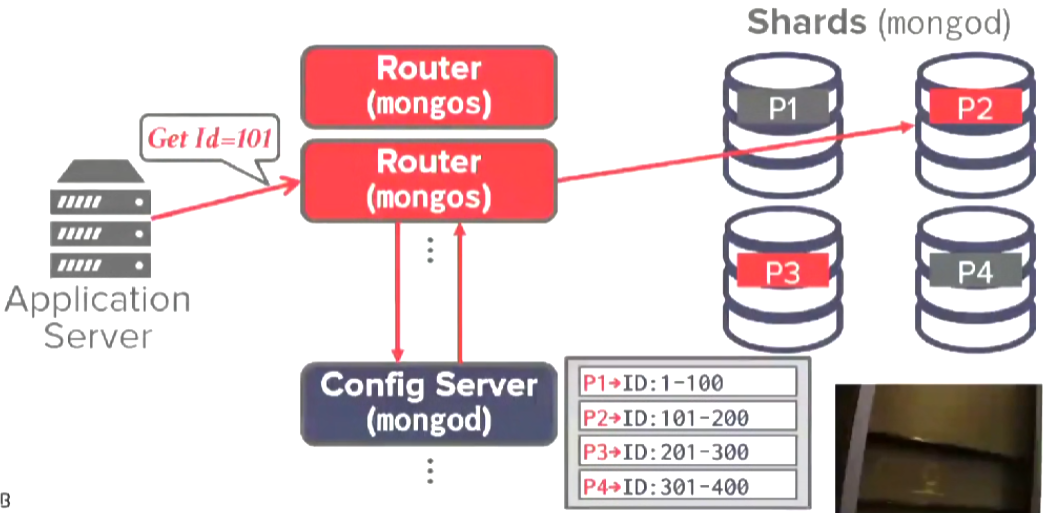 Shards (mongod)
Router
(mongos)
P1
P2
Get Id=101
Router
(mongos)
P3
P4
Application
Server
Config Server
(mongod)
P1→ID:1-100
P2→ID:101-200
P3→ID:201-300
P4→ID:301-400
B